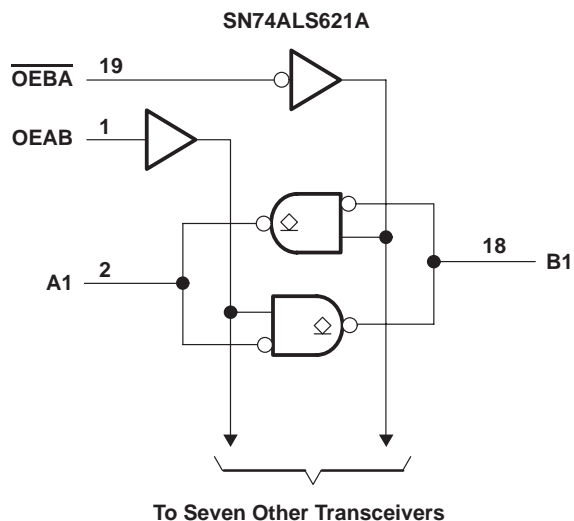 SN74ALS621A
OEBA 19
OEAB 1
A1 2
18 B1
To Seven Other Transceivers